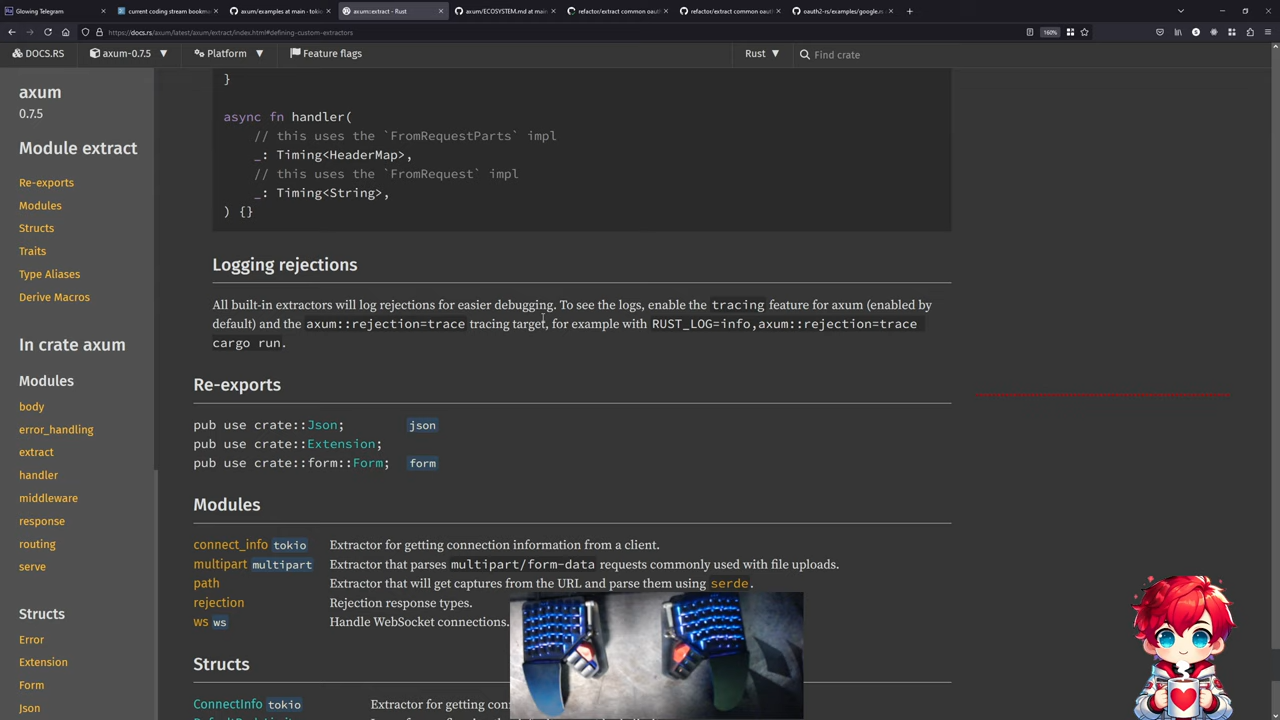 Glowing Telegram
current coding stream bookm
axum/examples at main · tokio
axum::extract - Rust
axum/ECOSYSTEM.md at main
refactor/extract common oauth
refactor/extract common oauth
oauth2-rs/examples/google.rs
https://docs.rs/axum/latest/axum/extract/index.html#defining-custom-extractors
160%
DOCS.RS
axum-0.7.5
Platform
Feature flags
Rust
Find crate
axum
0.7.5
Module extract
Re-exports
Modules
Structs
Traits
Type Aliases
Derive Macros
In crate axum
Modules
body
error_handling
extract
handler
middleware
response
routing
serve
Structs
Error
Extension
Form
Json
}
async fn handler(
// this uses the `FromRequestParts` impl
_: Timing<HeaderMap>,
// this uses the `FromRequest` impl
_: Timing<String>,
) {}
Logging rejections
All built-in extractors will log rejections for easier debugging. To see the logs, enable the tracing feature for axum (enabled by
default) and the axum::rejection=trace tracing target, for example with RUST_LOG=info,axum::rejection=trace
cargo run.
Re-exports
pub use crate::Json; json
pub use crate::Extension;
pub use crate::form::Form; form
Modules
connect_info tokio Extractor for getting connection information from a client.
multipart multipart Extractor that parses multipart/form-data requests commonly used with file uploads.
path Extractor that will get captures from the URL and parse them using serde.
rejection Rejection response types.
ws ws Handle WebSocket connections.
Structs
ConnectInfo tokio Extractor for getting con